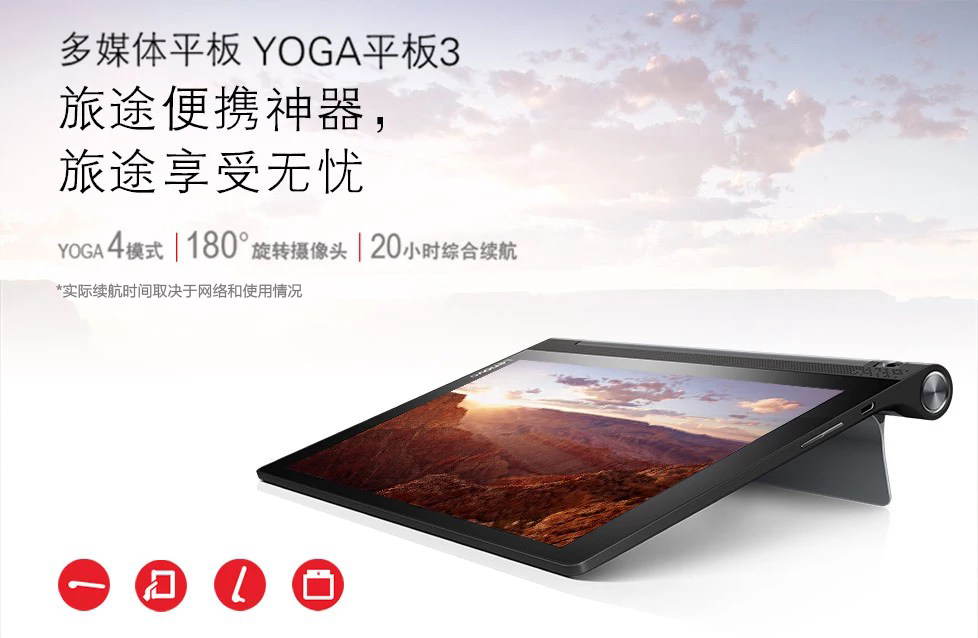 多媒体平板 YOGA平板3
旅途便携神器，
旅途享受无忧
YOGA 4模式 | 180° 旋转摄像头 | 20小时综合续航
*实际续航时间取决于网络和使用情况
lenovo